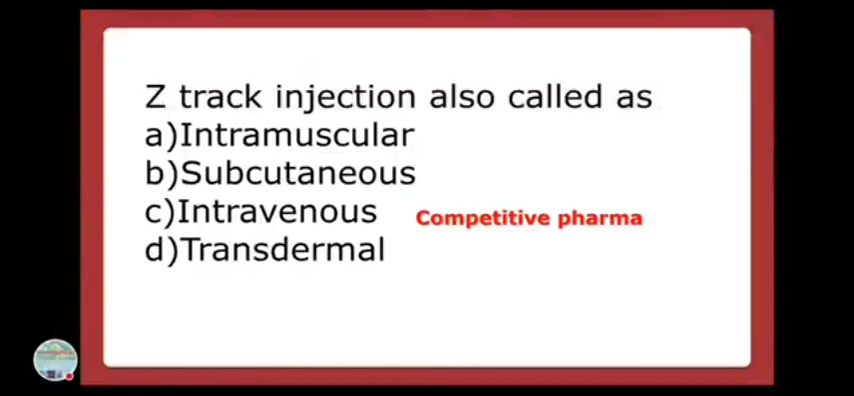 Z track injection also called as
a)Intramuscular
b)Subcutaneous
c)Intravenous
Competitive pharma
d)Transdermal